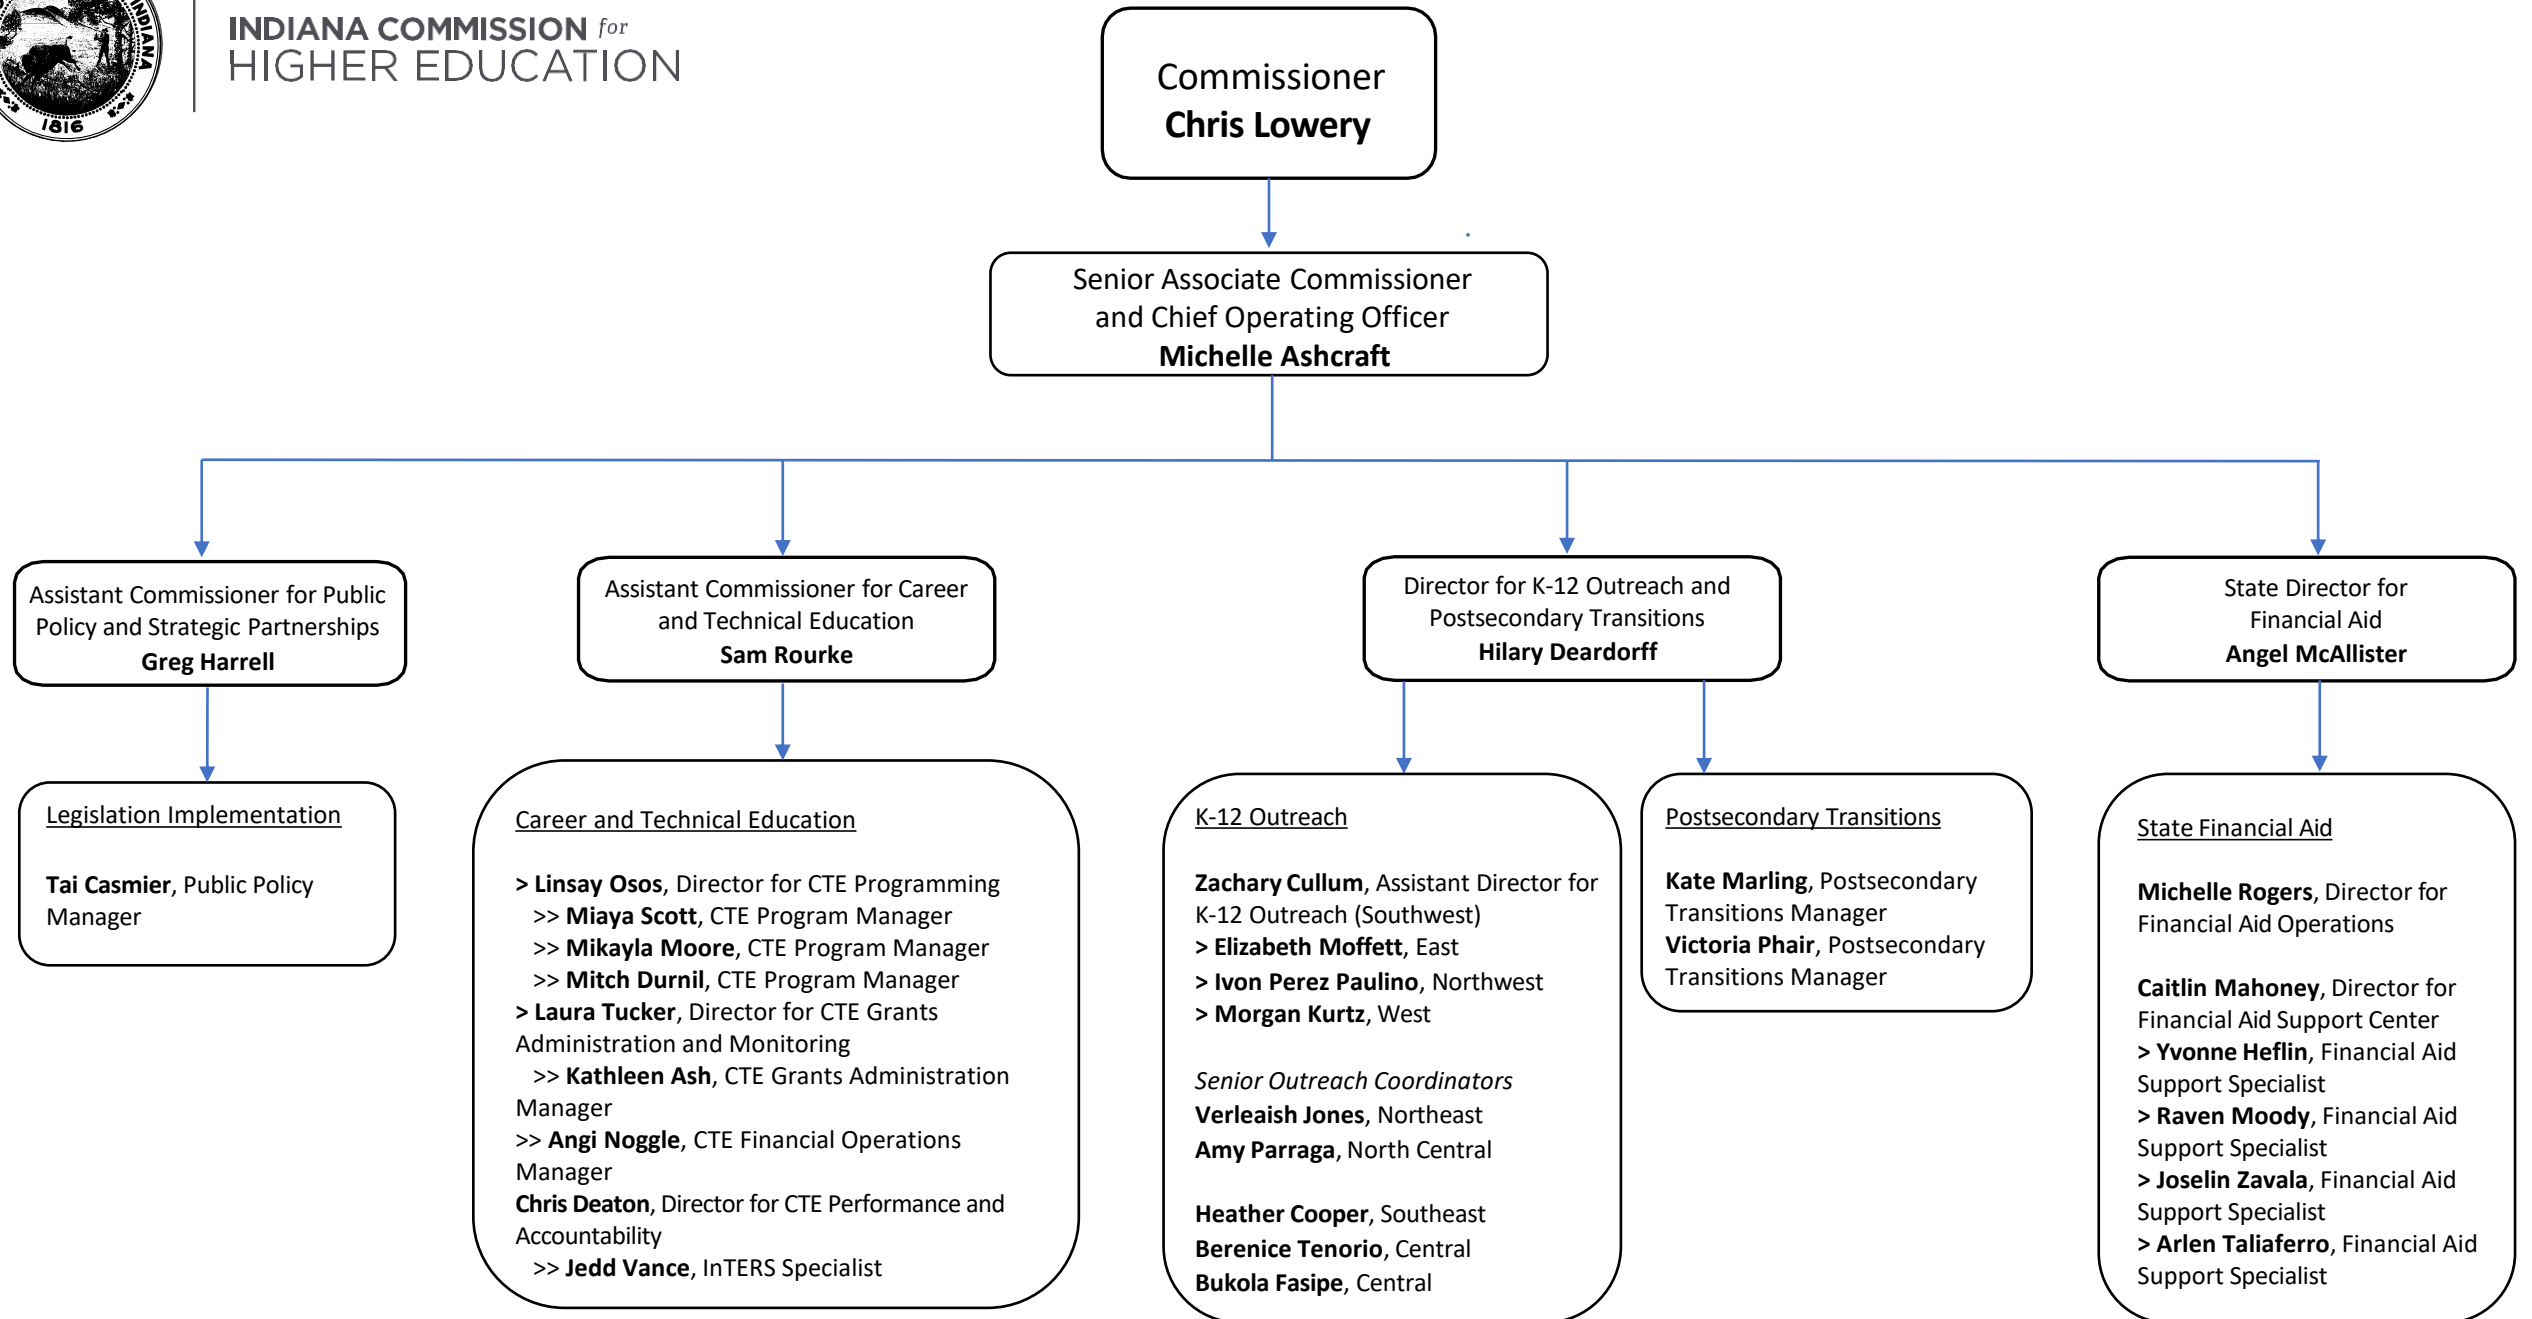 INDIANA
1816
INDIANA COMMISSION for
HIGHER EDUCATION
Commissioner
Chris Lowery
Senior Associate Commissioner
and Chief Operating Officer
Michelle Ashcraft
Assistant Commissioner for Public
Policy and Strategic Partnerships
Greg Harrell
Assistant Commissioner for Career
and Technical Education
Sam Rourke
Director for K-12 Outreach and
Postsecondary Transitions
Hilary Deardorff
State Director for
Financial Aid
Angel McAllister
Legislation Implementation
Tai Casmier, Public Policy
Manager
Career and Technical Education
> Linsay Osos, Director for CTE Programming
>> Miaya Scott, CTE Program Manager
>> Mikayla Moore, CTE Program Manager
>> Mitch Durnil, CTE Program Manager
> Laura Tucker, Director for CTE Grants
Administration and Monitoring
>> Kathleen Ash, CTE Grants Administration
Manager
>> Angi Noggle, CTE Financial Operations
Manager
Chris Deaton, Director for CTE Performance and
Accountability
>> Jedd Vance, InTERS Specialist
K-12 Outreach
Zachary Cullum, Assistant Director for
K-12 Outreach (Southwest)
> Elizabeth Moffett, East
> Ivon Perez Paulino, Northwest
> Morgan Kurtz, West
Senior Outreach Coordinators
Verleaish Jones, Northeast
Amy Parraga, North Central
Heather Cooper, Southeast
Berenice Tenorio, Central
Bukola Fasipe, Central
Postsecondary Transitions
Kate Marling, Postsecondary
Transitions Manager
Victoria Phair, Postsecondary
Transitions Manager
State Financial Aid
Michelle Rogers, Director for
Financial Aid Operations
Caitlin Mahoney, Director for
Financial Aid Support Center
> Yvonne Heflin, Financial Aid
Support Specialist
> Raven Moody, Financial Aid
Support Specialist
> Joselin Zavala, Financial Aid
Support Specialist
> Arlen Taliaferro, Financial Aid
Support Specialist